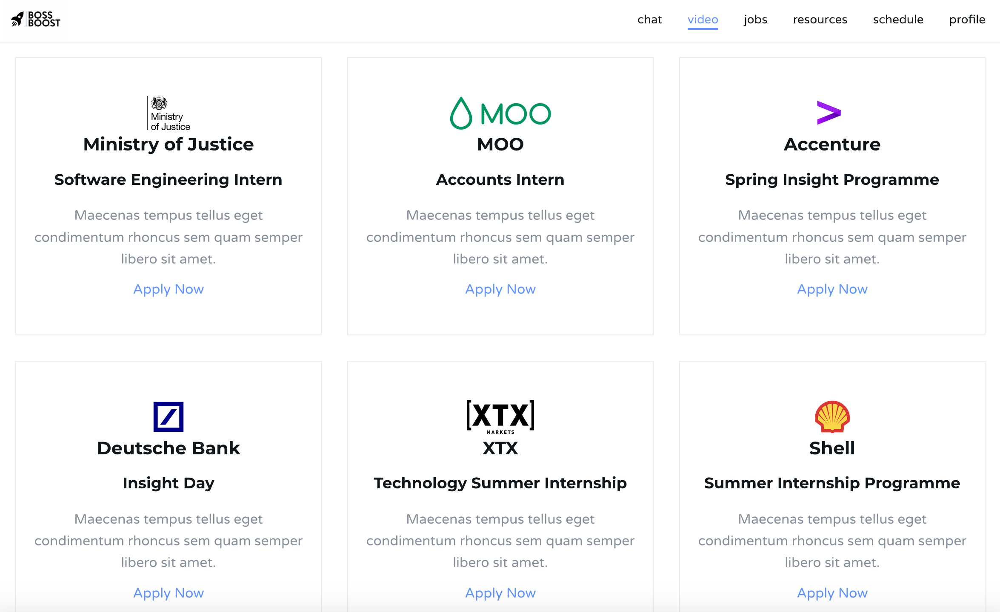 BOSS
BOOST
chat video jobs resources schedule profile
Ministry
of Justice
Ministry of Justice
Software Engineering Intern
Maecenas tempus tellus eget
condimentum rhoncus sem quam semper
libero sit amet.
Apply Now
MOO
MOO
Accounts Intern
Maecenas tempus tellus eget
condimentum rhoncus sem quam semper
libero sit amet.
Apply Now
Accenture
Spring Insight Programme
Maecenas tempus tellus eget
condimentum rhoncus sem quam semper
libero sit amet.
Apply Now
Deutsche Bank
Insight Day
Maecenas tempus tellus eget
condimentum rhoncus sem quam semper
libero sit amet.
Apply Now
[XTX]
MARKETS
XTX
Technology Summer Internship
Maecenas tempus tellus eget
condimentum rhoncus sem quam semper
libero sit amet.
Apply Now
Shell
Summer Internship Programme
Maecenas tempus tellus eget
condimentum rhoncus sem quam semper
libero sit amet.
Apply Now